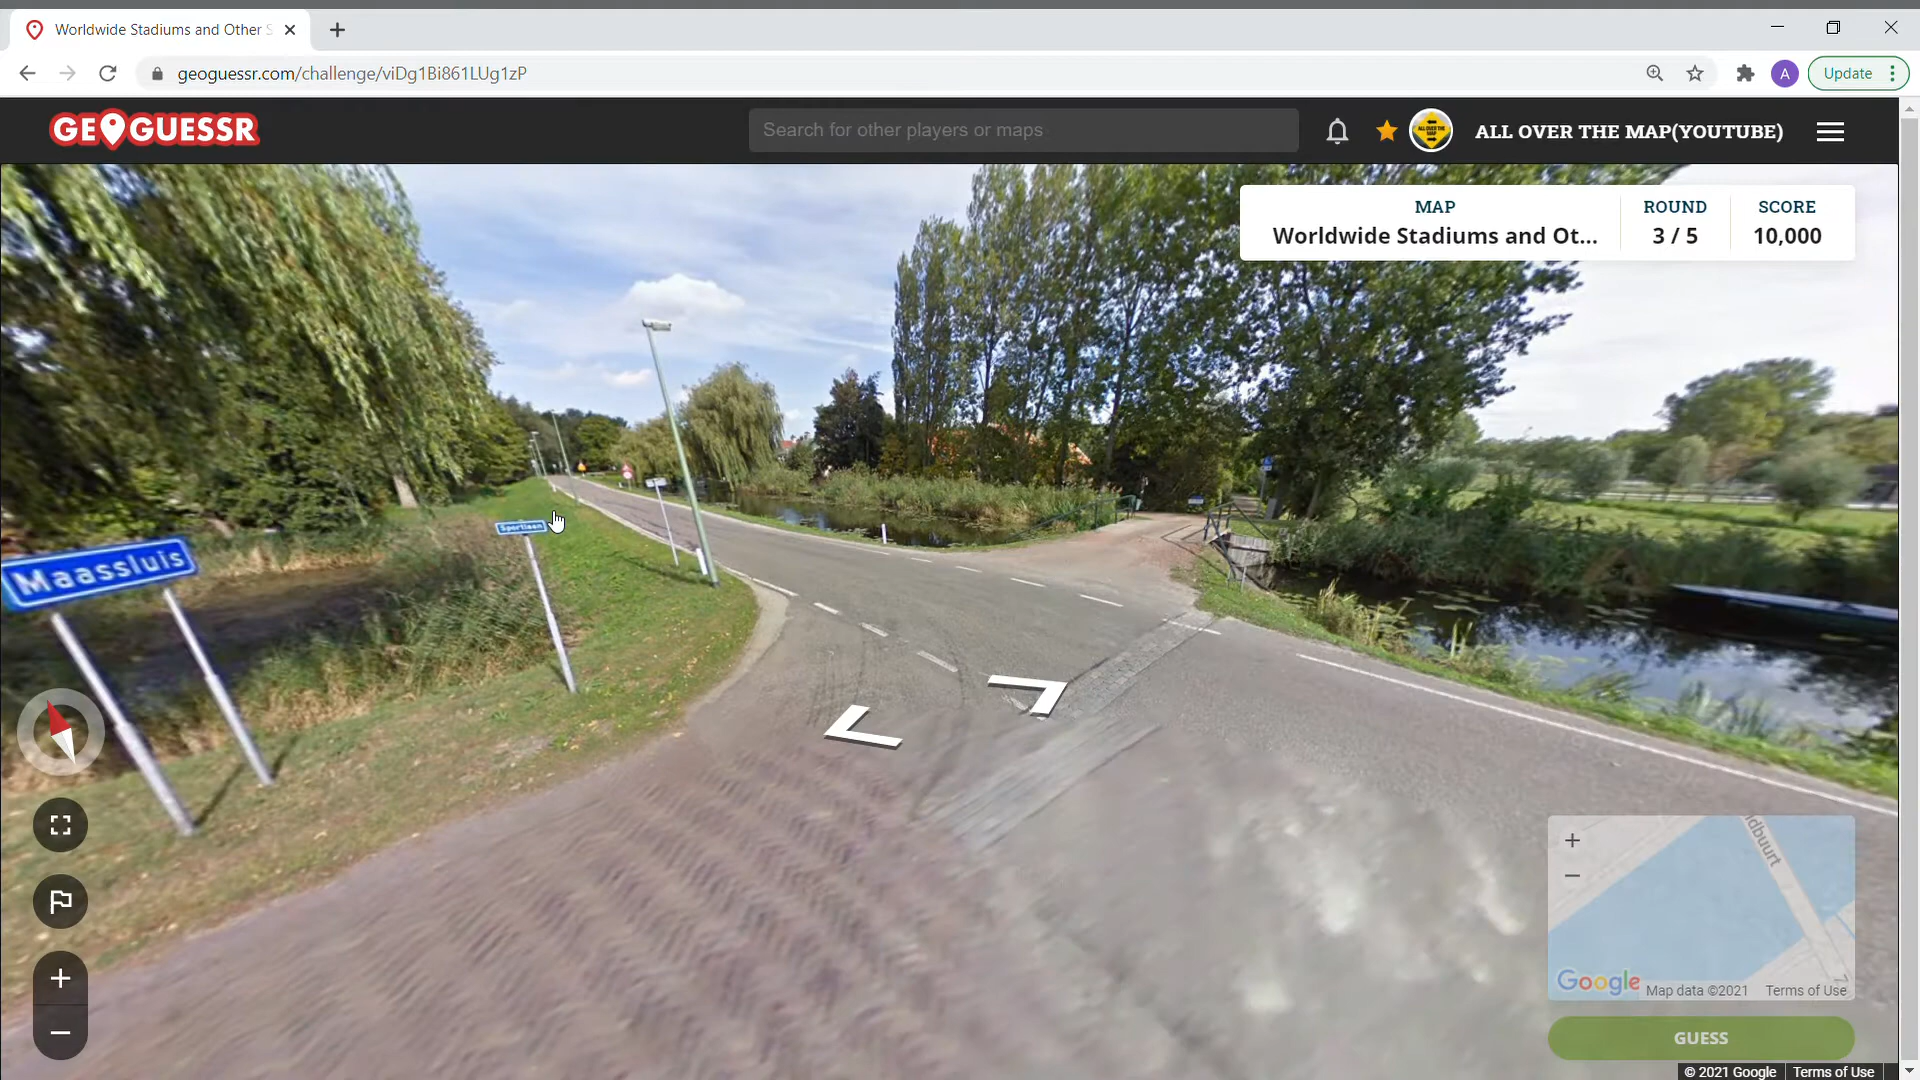 Worldwide Stadiums and Other S
geoguessr.com/challenge/viDg1Bi861LUg1zP
A
Update
GEOGUESSR
Search for other players or maps
ALL OVER THE MAP(YOUTUBE)
MAP
Worldwide Stadiums and Ot...
ROUND
3 / 5
SCORE
10,000
Sportlaan
Maassluis
dbuurt
Google
Map data ©2021
Terms of Use
GUESS
© 2021 Google
Terms of Use